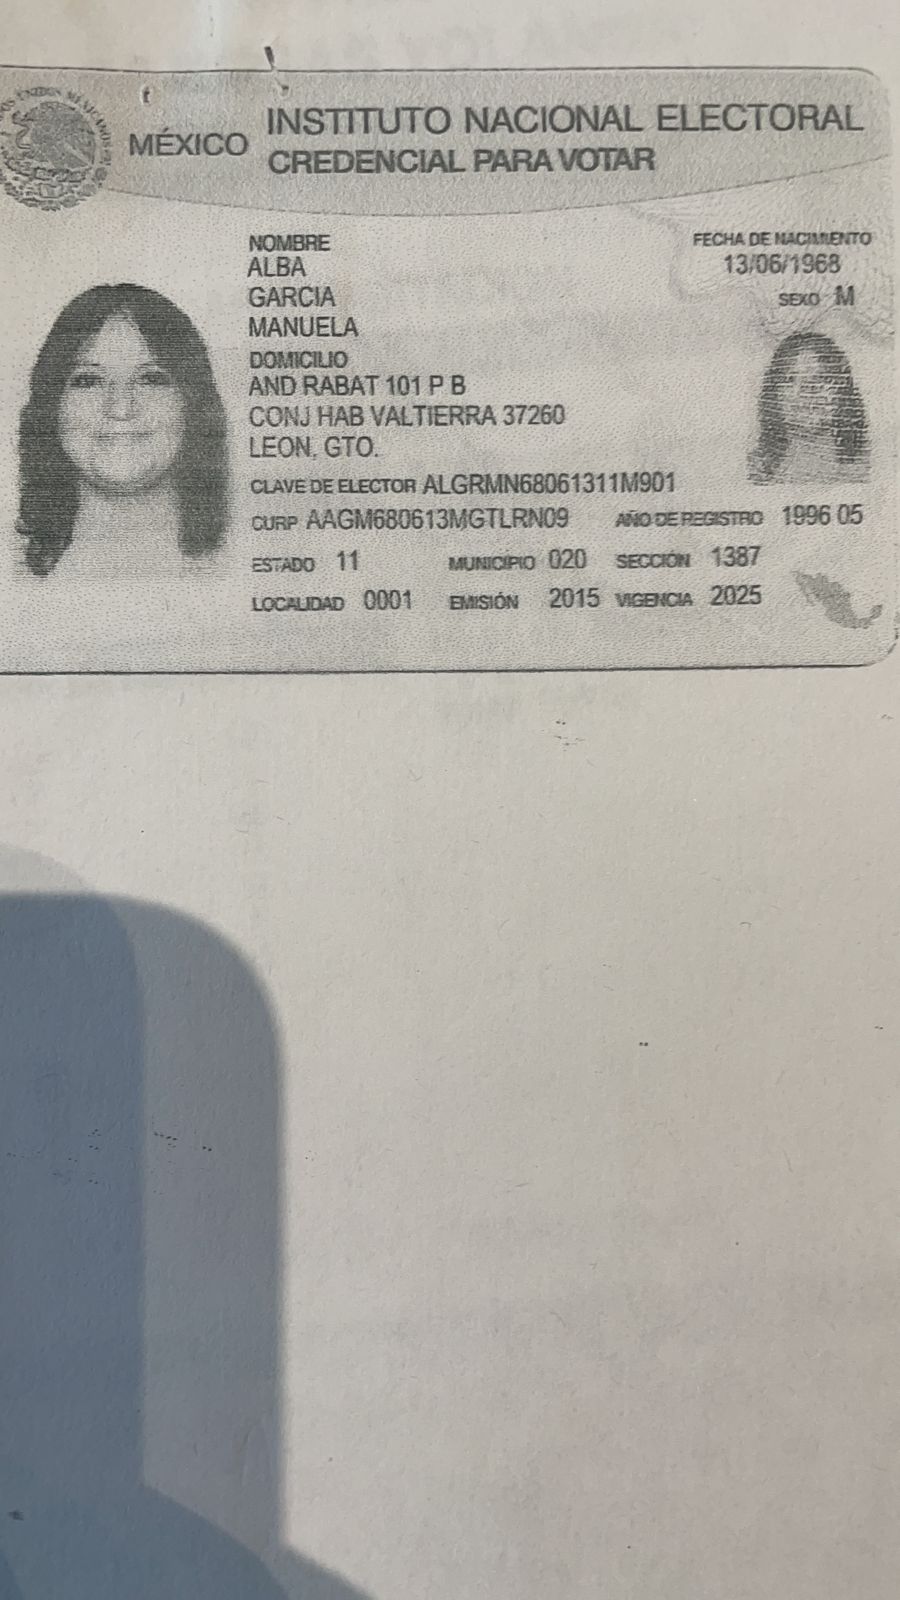 MÉXICO INSTITUTO NACIONAL ELECTORAL
CREDENCIAL PARA VOTAR
NOMBRE
ALBA
GARCIA
MANUELA
DOMICILIO
AND RABAT 101 P B
CONJ HAB VALTIERRA 37260
LEON, GTO.
FECHA DE NACIMIENTO
13/06/1968
SEXO M
CLAVE DE ELECTOR ALGRMN68061311M901
CURP AAGM680613MGTLRN09 AÑO DE REGISTRO 1996 05
ESTADO 11 MUNICIPIO 020 SECCIÓN 1387
LOCALIDAD 0001 EMISIÓN 2015 VIGENCIA 2025